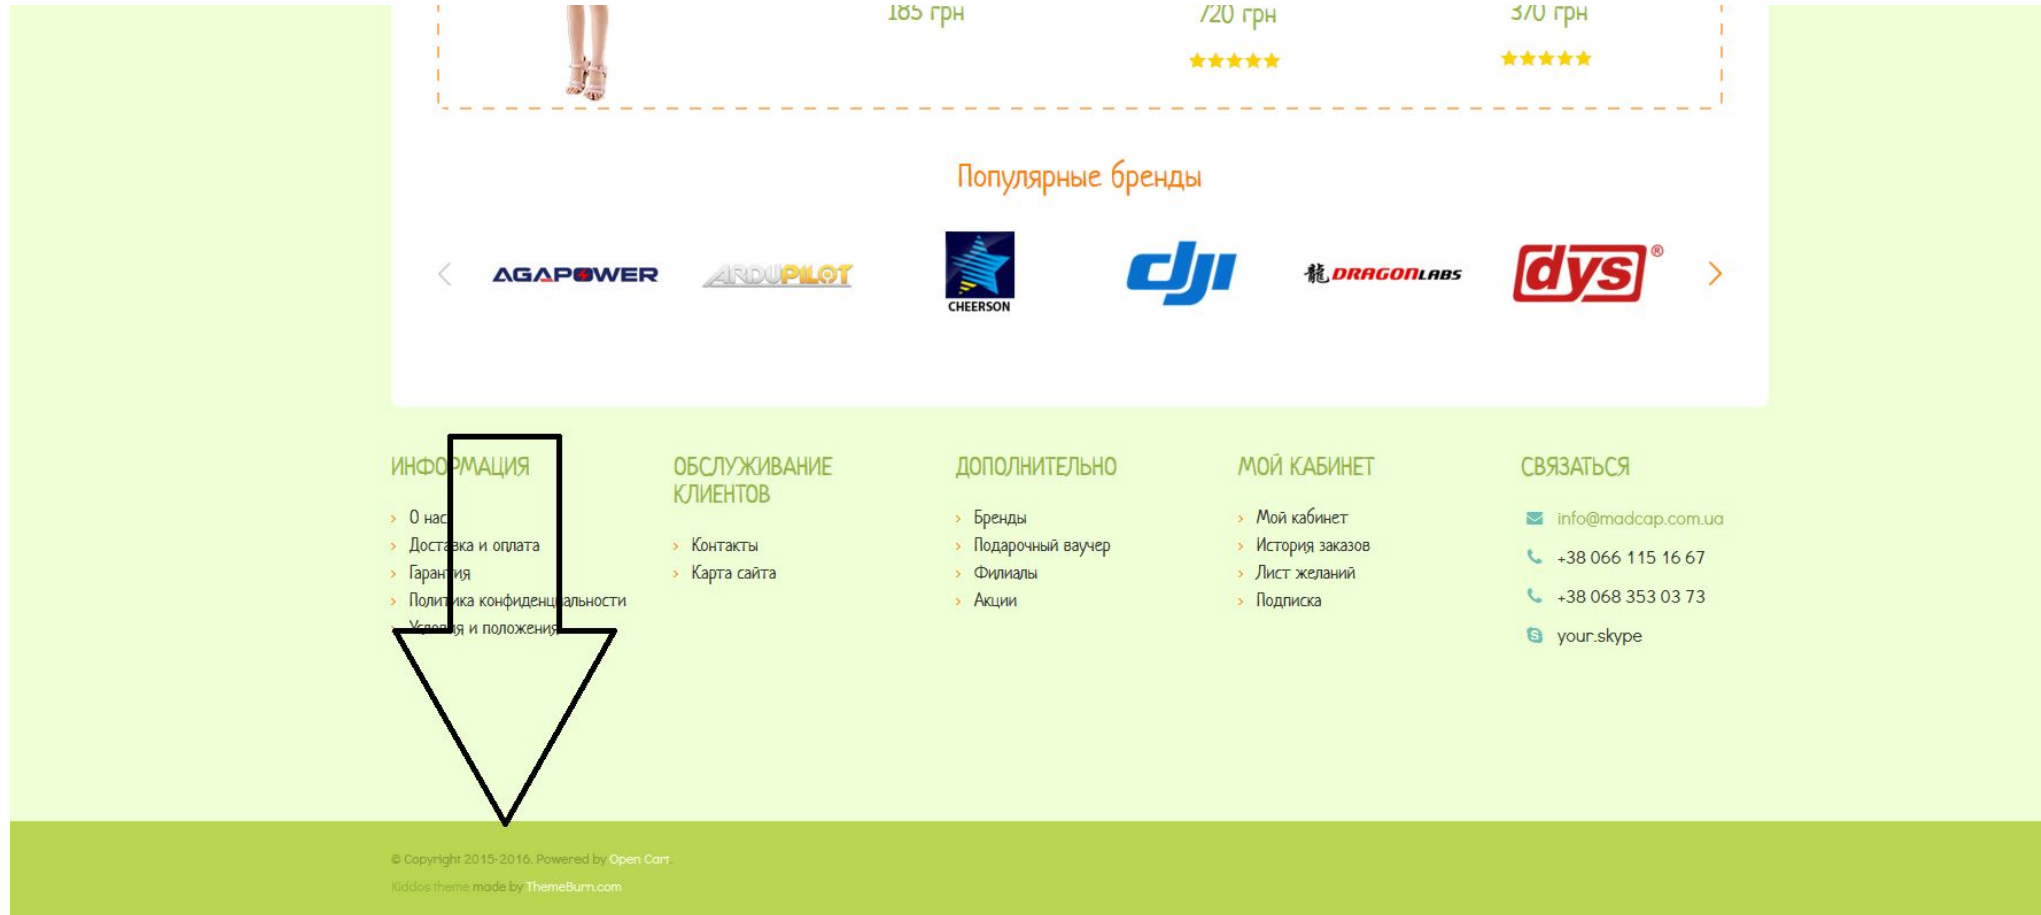 185 грн
720 грн
370 грн
Популярные бренды
AGAPOWER
ARDUPILOT
CHEERSON
dji
龍 DRAGONLABS
dys®
ИНФОРМАЦИЯ
О нас
Доставка и оплата
Гарантия
Политика конфиденциальности
Условия и положения
ОБСЛУЖИВАНИЕ
КЛИЕНТОВ
Контакты
Карта сайта
ДОПОЛНИТЕЛЬНО
Бренды
Подарочный ваучер
Филиалы
Акции
МОЙ КАБИНЕТ
Мой кабинет
История заказов
Лист желаний
Подписка
СВЯЗАТЬСЯ
info@madcap.com.ua
+38 066 115 16 67
+38 068 353 03 73
your.skype
© Copyright 2015-2016. Powered by Open Cart.
Kiddos theme made by ThemeBurn.com